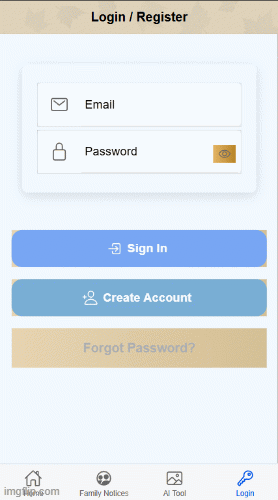 Login / Register
Email
Password
Sign In
Create Account
Forgot Password?
Home Family Notices AI Tool Login
imgflip.com